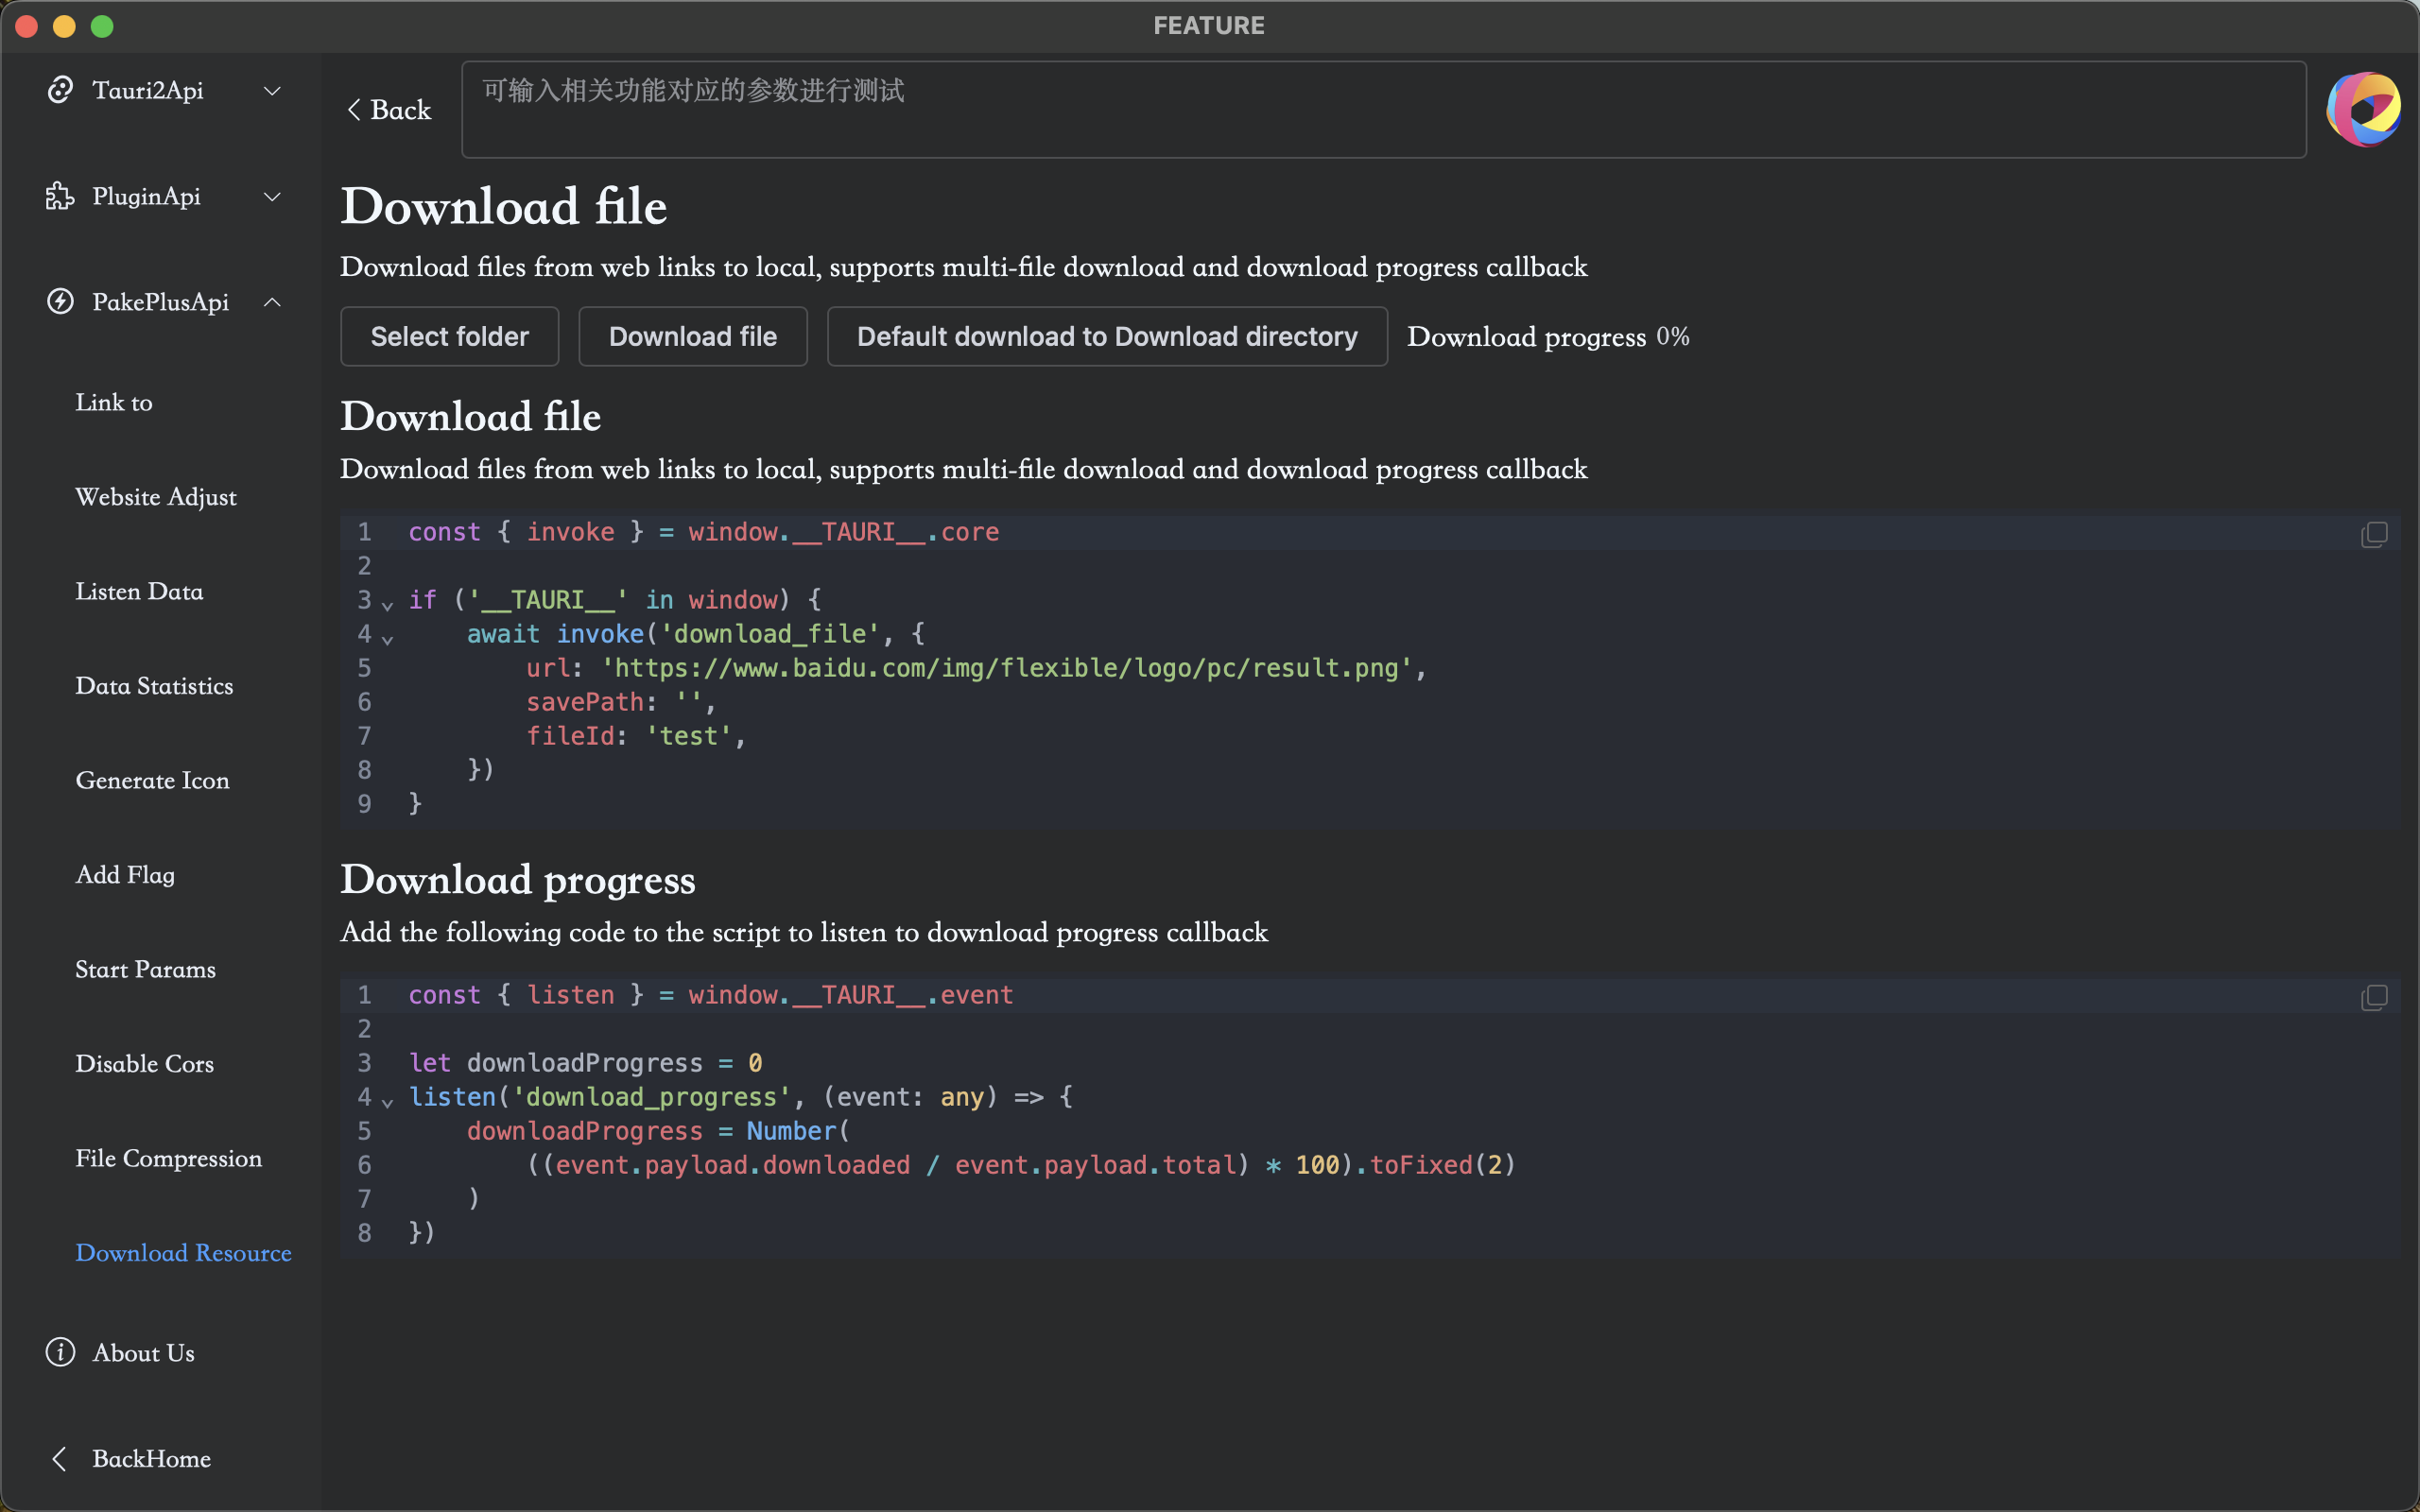 FEATURE
Tauri2Api
PluginApi
PakePlusApi
Link to
Website Adjust
Listen Data
Data Statistics
Generate Icon
Add Flag
Start Params
Disable Cors
File Compression
Download Resource
About Us
BackHome
Back
可输入相关功能对应的参数进行测试
Download file
Download files from web links to local, supports multi-file download and download progress callback
Select folder
Download file
Default download to Download directory
Download progress 0%
Download file
Download files from web links to local, supports multi-file download and download progress callback
1 const { invoke } = window.__TAURI__.core
2
3 if ('__TAURI__' in window) {
4     await invoke('download_file', {
5         url: 'https://www.baidu.com/img/flexible/logo/pc/result.png',
6         savePath: '',
7         fileId: 'test',
8     })
9 }
Download progress
Add the following code to the script to listen to download progress callback
1 const { listen } = window.__TAURI__.event
2
3 let downloadProgress = 0
4 listen('download_progress', (event: any) => {
5     downloadProgress = Number(
6         ((event.payload.downloaded / event.payload.total) * 100).toFixed(2)
7     )
8 })